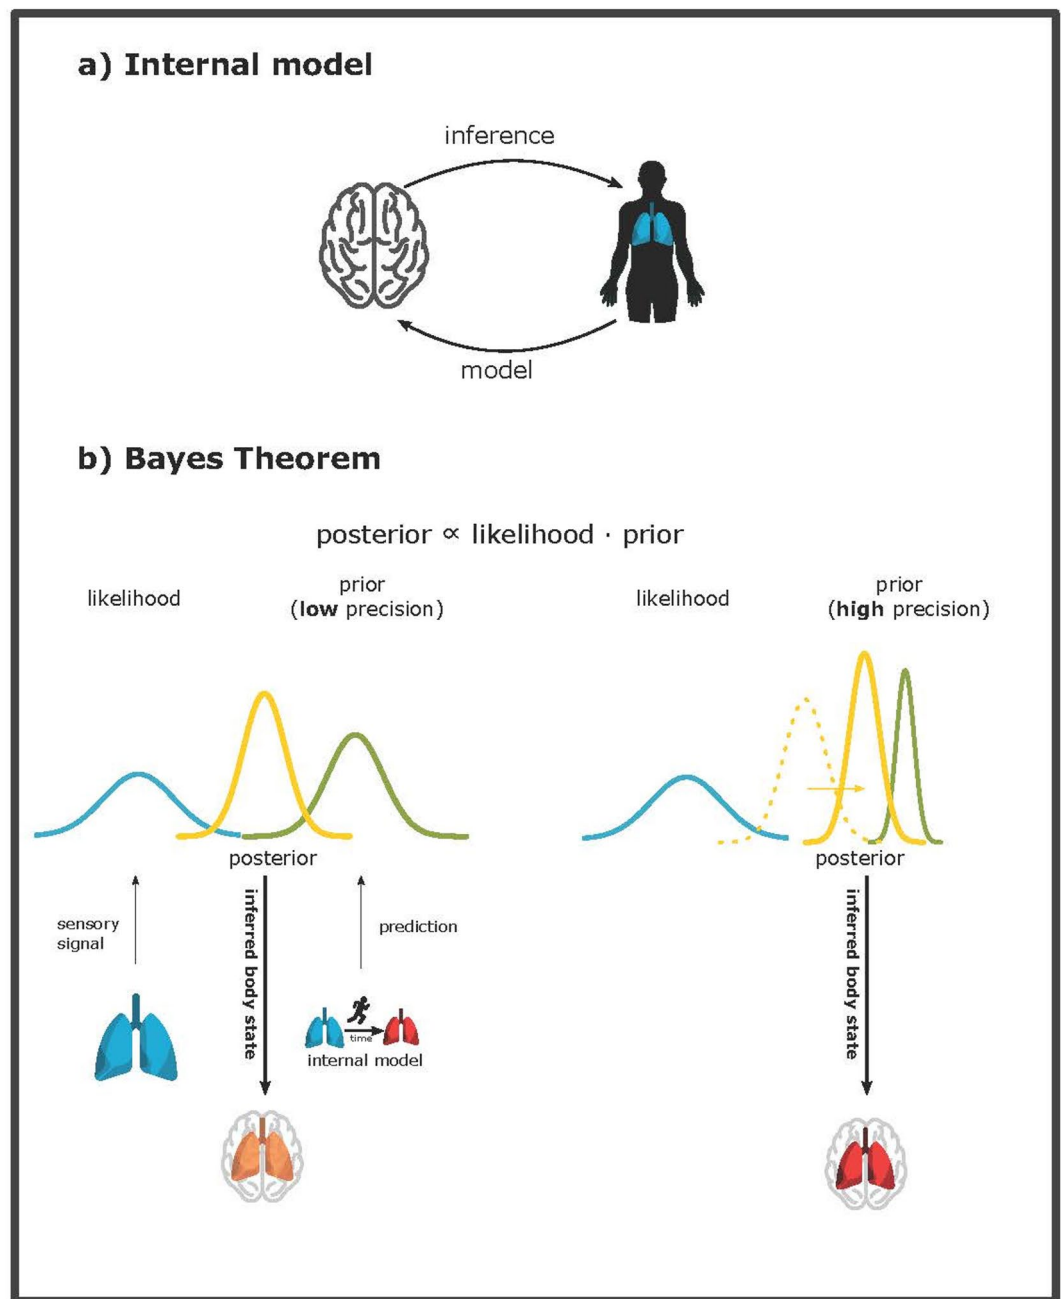 a) Internal model
inference
model
b) Bayes Theorem
posterior ∝ likelihood · prior
likelihood
prior
(low precision)
likelihood
prior
(high precision)
posterior
posterior
sensory
signal
inferred body state
prediction
inferred body state
time
internal model